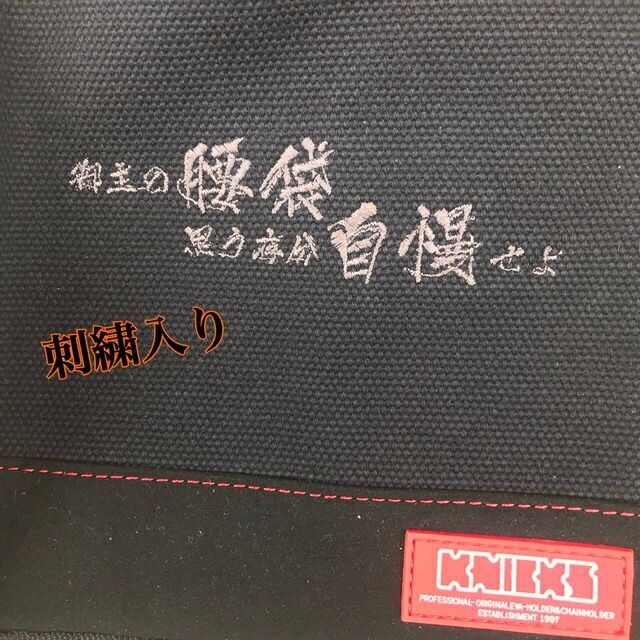 御主の腰袋
思う存分自慢せよ
刺繍入り
KNICKS
PROFESSIONAL-ORIGINALEVA-HOLDER&CHAINHOLDER
ESTABLISHMENT 1997